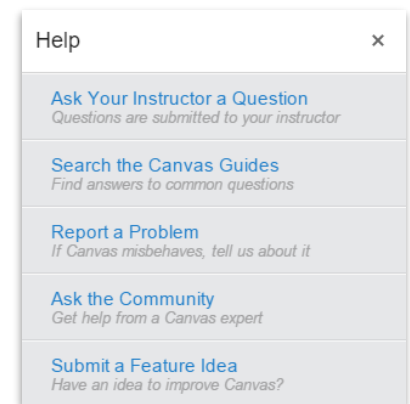 Help ×
Ask Your Instructor a Question
Questions are submitted to your instructor
Search the Canvas Guides
Find answers to common questions
Report a Problem
If Canvas misbehaves, tell us about it
Ask the Community
Get help from a Canvas expert
Submit a Feature Idea
Have an idea to improve Canvas?